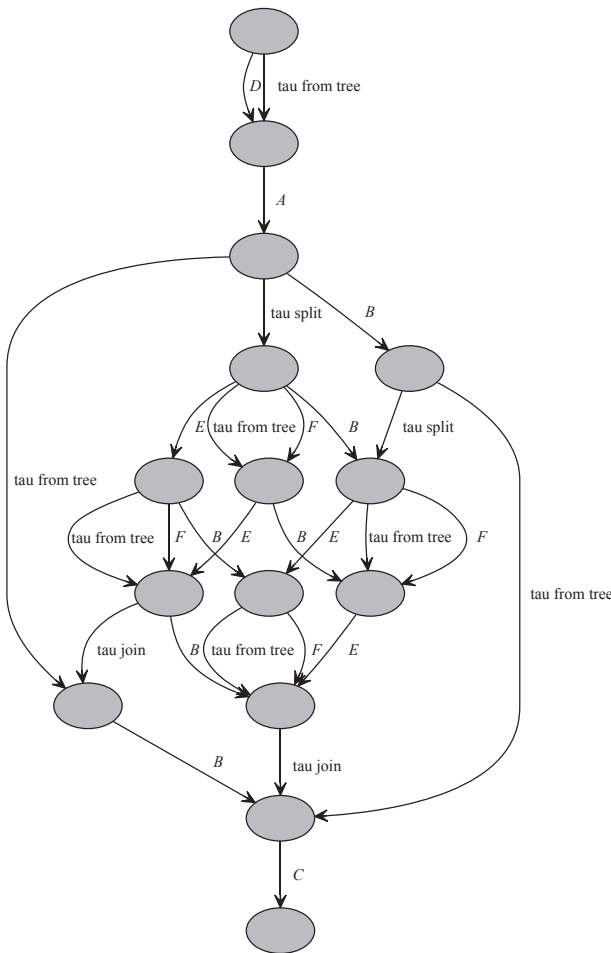 D tau from tree
A
tau split B
E tau from tree F B tau split
tau from tree
tau from tree F B E B E tau from tree F
tau from tree
tau join B tau from tree F E
B tau join
C